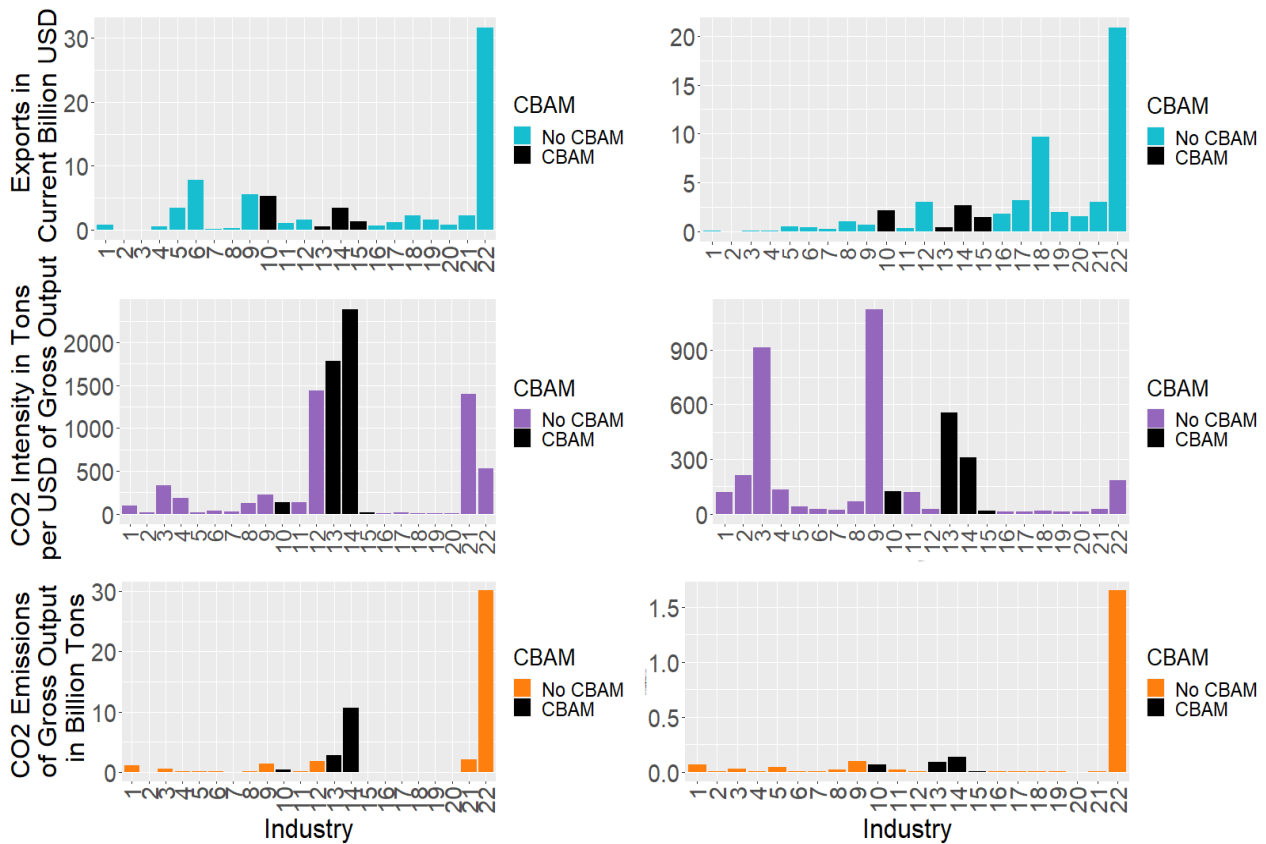 Exports in
Current Billion USD
30
20
10
0
1 2 3 4 5 6 7 8 9 10 11 12 13 14 15 16 17 18 19 20 21 22
CBAM
No CBAM
CBAM
20
15
10
5
0
1 2 3 4 5 6 7 8 9 10 11 12 13 14 15 16 17 18 19 20 21 22
CBAM
No CBAM
CBAM
CO2 Intensity in Tons
per USD of Gross Output
2000
1500
1000
500
0
1 2 3 4 5 6 7 8 9 10 11 12 13 14 15 16 17 18 19 20 21 22
CBAM
No CBAM
CBAM
900
600
300
0
1 2 3 4 5 6 7 8 9 10 11 12 13 14 15 16 17 18 19 20 21 22
CBAM
No CBAM
CBAM
CO2 Emissions
of Gross Output
in Billion Tons
30
20
10
0
1 2 3 4 5 6 7 8 9 10 11 12 13 14 15 16 17 18 19 20 21 22
Industry
CBAM
No CBAM
CBAM
1.5
1.0
0.5
0.0
1 2 3 4 5 6 7 8 9 10 11 12 13 14 15 16 17 18 19 20 21 22
Industry
CBAM
No CBAM
CBAM